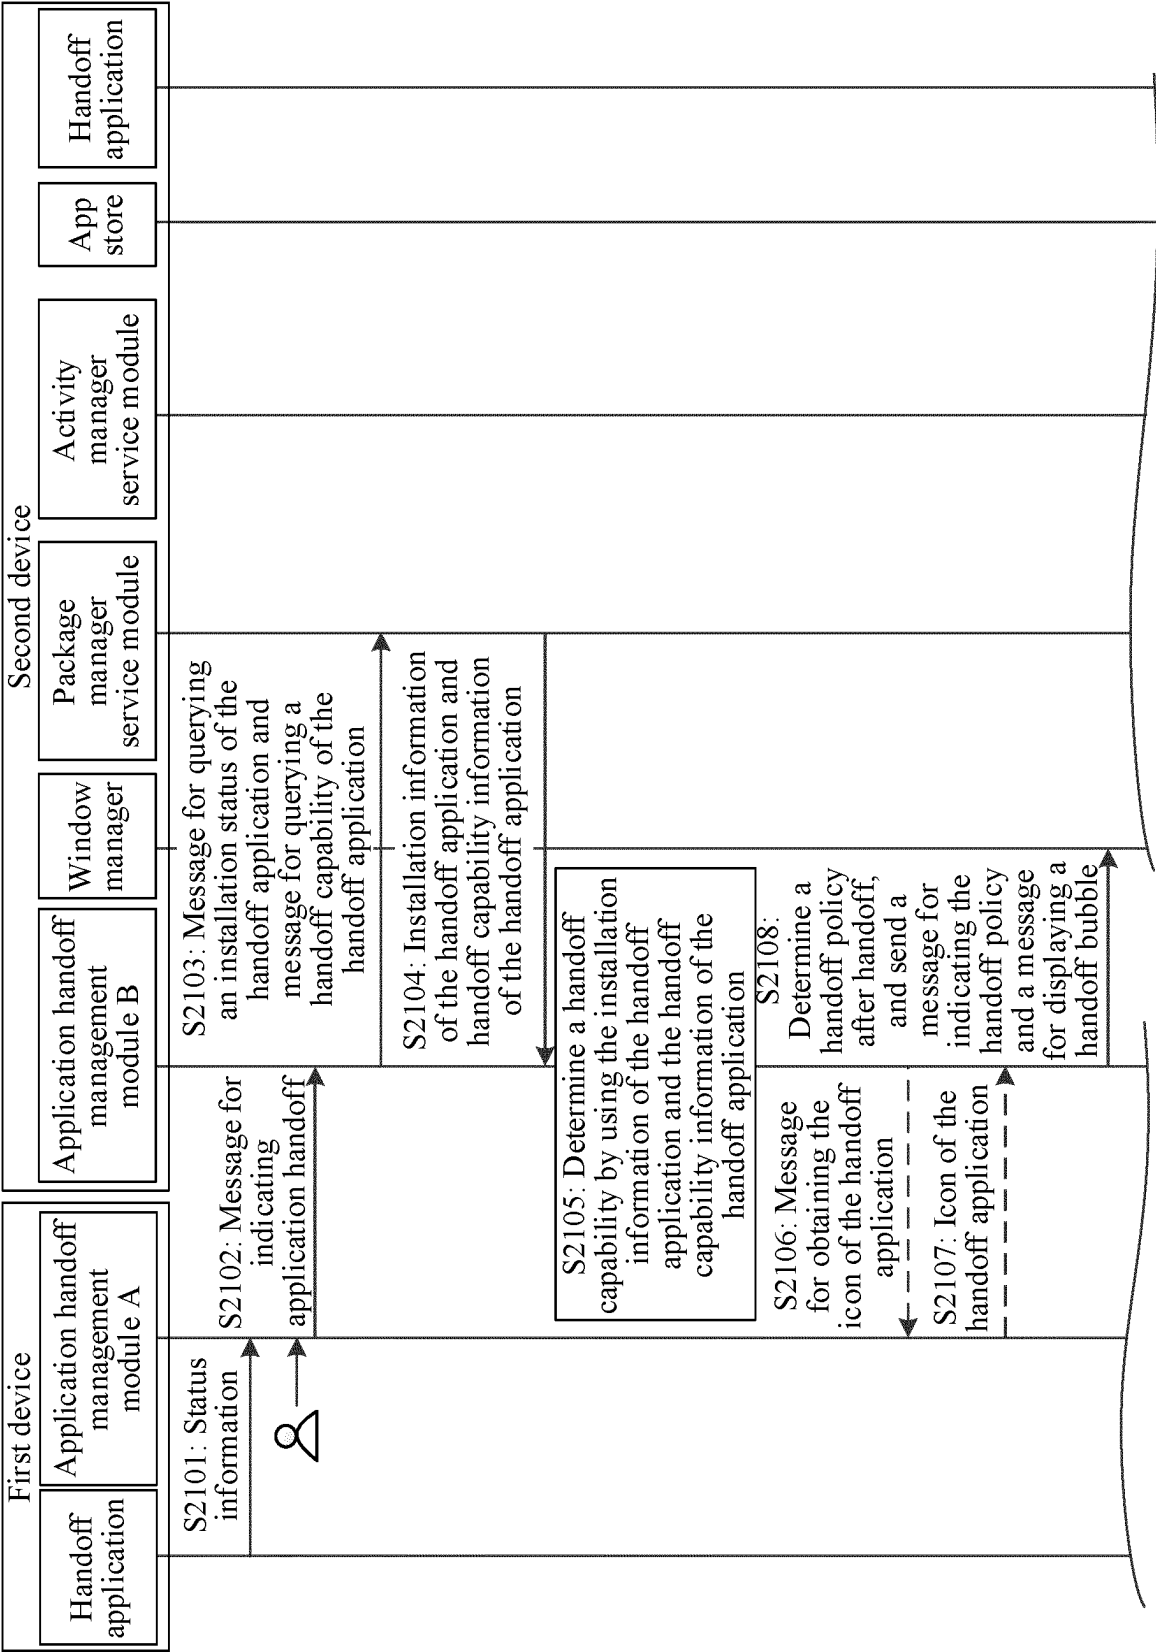 First device
Second device
Handoff
application
Application handoff
management
module A
Application handoff
management
module B
Window
manager
Package
manager
service module
Activity
manager
service module
App
store
Handoff
application
S2101: Status
information
S2102: Message for
indicating
application handoff
S2103: Message for querying
an installation status of the
handoff application and
message for querying a
handoff capability of the
handoff application
S2104: Installation information
of the handoff application and
handoff capability information
of the handoff application
S2105: Determine a handoff
capability by using the installation
information of the handoff
application and the handoff
capability information of the
handoff application
S2106: Message
for obtaining the
icon of the handoff
application
S2107: Icon of the
handoff application
S2108:
Determine a
handoff policy
after handoff,
and send a
message for
indicating the
handoff policy
and a message
for displaying a
handoff bubble